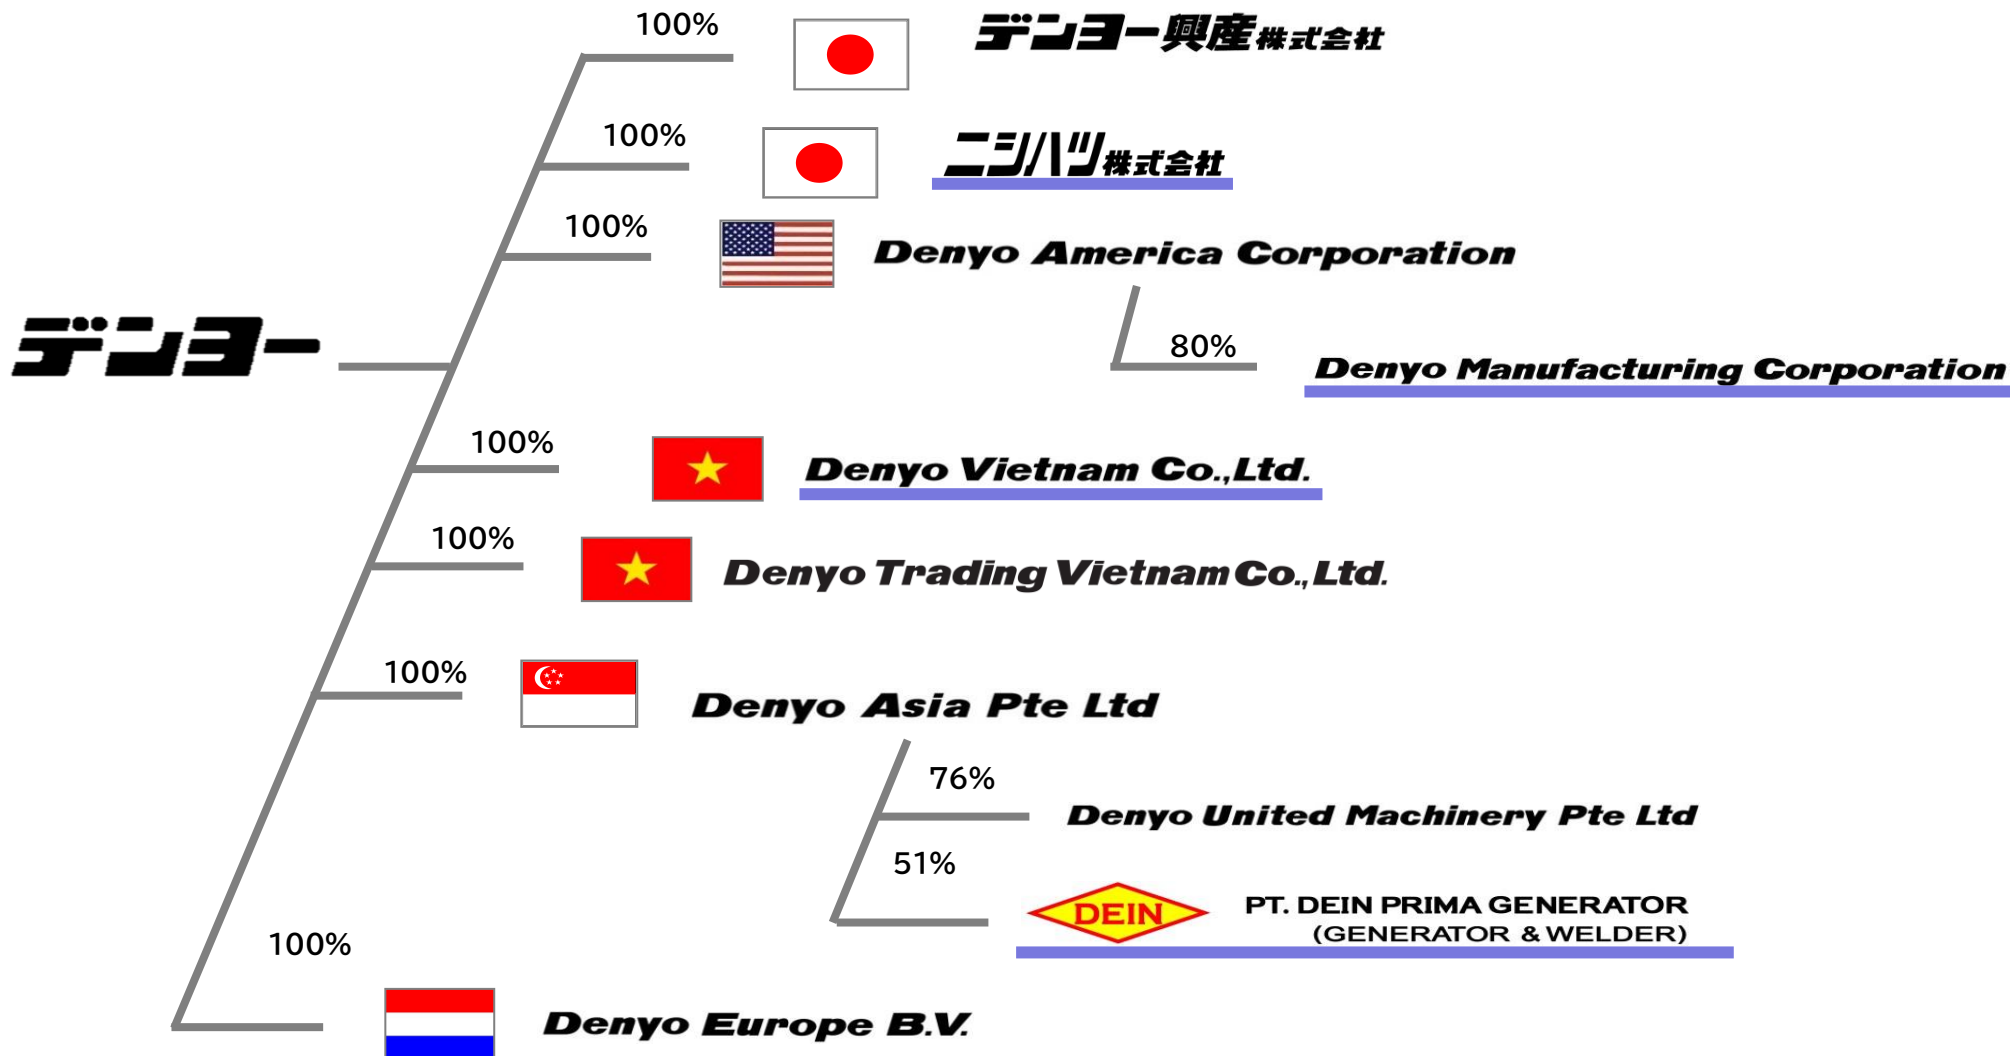 100%
デンヨー興産株式会社
100%
ニシハツ株式会社
100%
Denyo America Corporation
デンヨー
80%
Denyo Manufacturing Corporation
100%
Denyo Vietnam Co.,Ltd.
100%
Denyo Trading Vietnam Co.,Ltd.
100%
Denyo Asia Pte Ltd
76%
Denyo United Machinery Pte Ltd
51%
DEIN
PT. DEIN PRIMA GENERATOR
(GENERATOR & WELDER)
100%
Denyo Europe B.V.